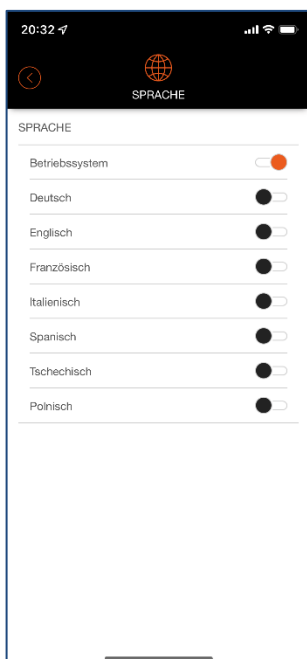 20:32
SPRACHE
SPRACHE
Betriebssystem
Deutsch
Englisch
Französisch
Italienisch
Spanisch
Tschechisch
Polnisch